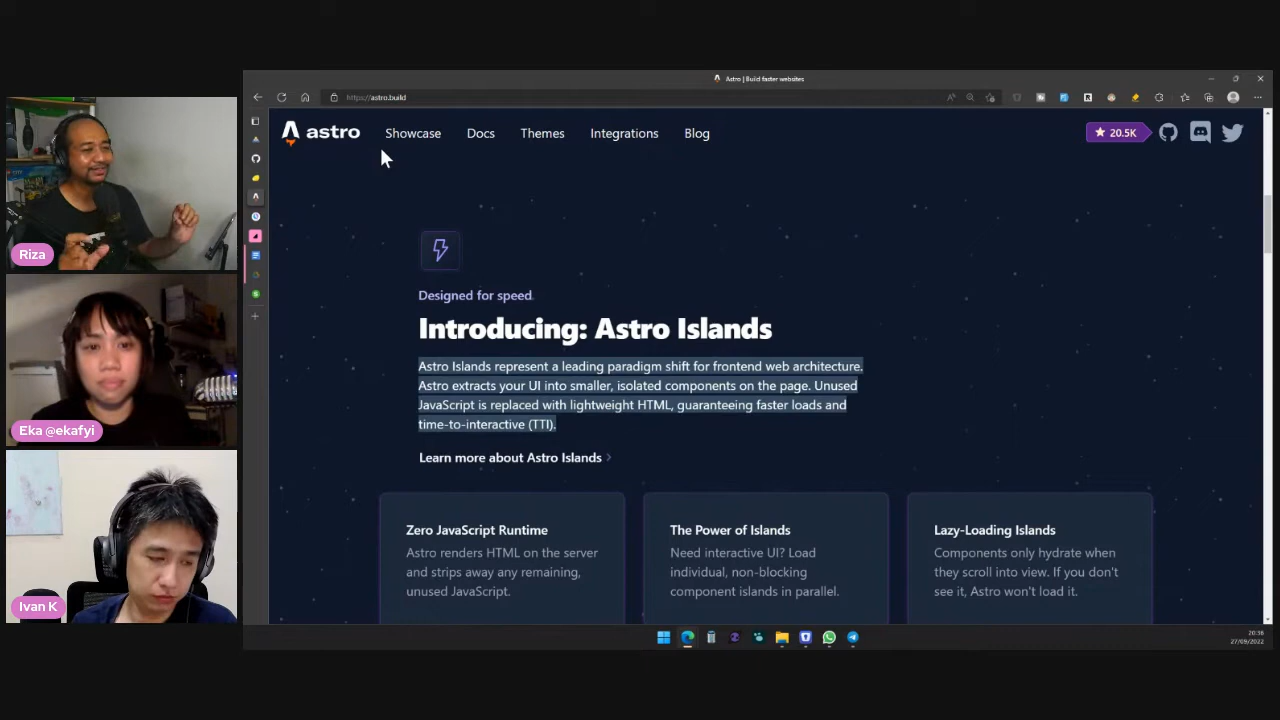 Astro | Build faster websites
https://astro.build
astro
Showcase
Docs
Themes
Integrations
Blog
20.5K
Riza
Designed for speed
Introducing: Astro Islands
Astro Islands represent a leading paradigm shift for frontend web architecture.
Astro extracts your UI into smaller, isolated components on the page. Unused
JavaScript is replaced with lightweight HTML, guaranteeing faster loads and
time-to-interactive (TTI).
Eka @ekafyi
Learn more about Astro Islands
Zero JavaScript Runtime
Astro renders HTML on the server
and strips away any remaining,
unused JavaScript.
The Power of Islands
Need interactive UI? Load
individual, non-blocking
component islands in parallel.
Lazy-Loading Islands
Components only hydrate when
they scroll into view. If you don't
see it, Astro won't load it.
Ivan K
20:36
27/09/2022